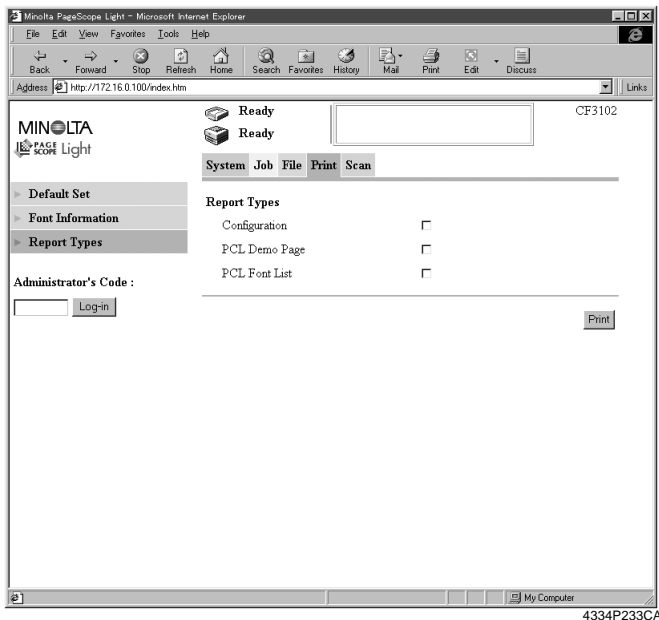 Minolta PageScope Light - Microsoft Internet Explorer
File Edit View Favorites Tools Help
Back Forward Stop Refresh Home Search Favorites History Mail Print Edit Discuss
Address http://172.16.0.100/index.htm Links
MINOLTA
PAGE SCOPE Light
Ready
Ready
CF3102
System Job File Print Scan
Default Set
Font Information
Report Types
Administrator's Code :
Log-in
Report Types
Configuration
PCL Demo Page
PCL Font List
Print
My Computer
4334P233CA